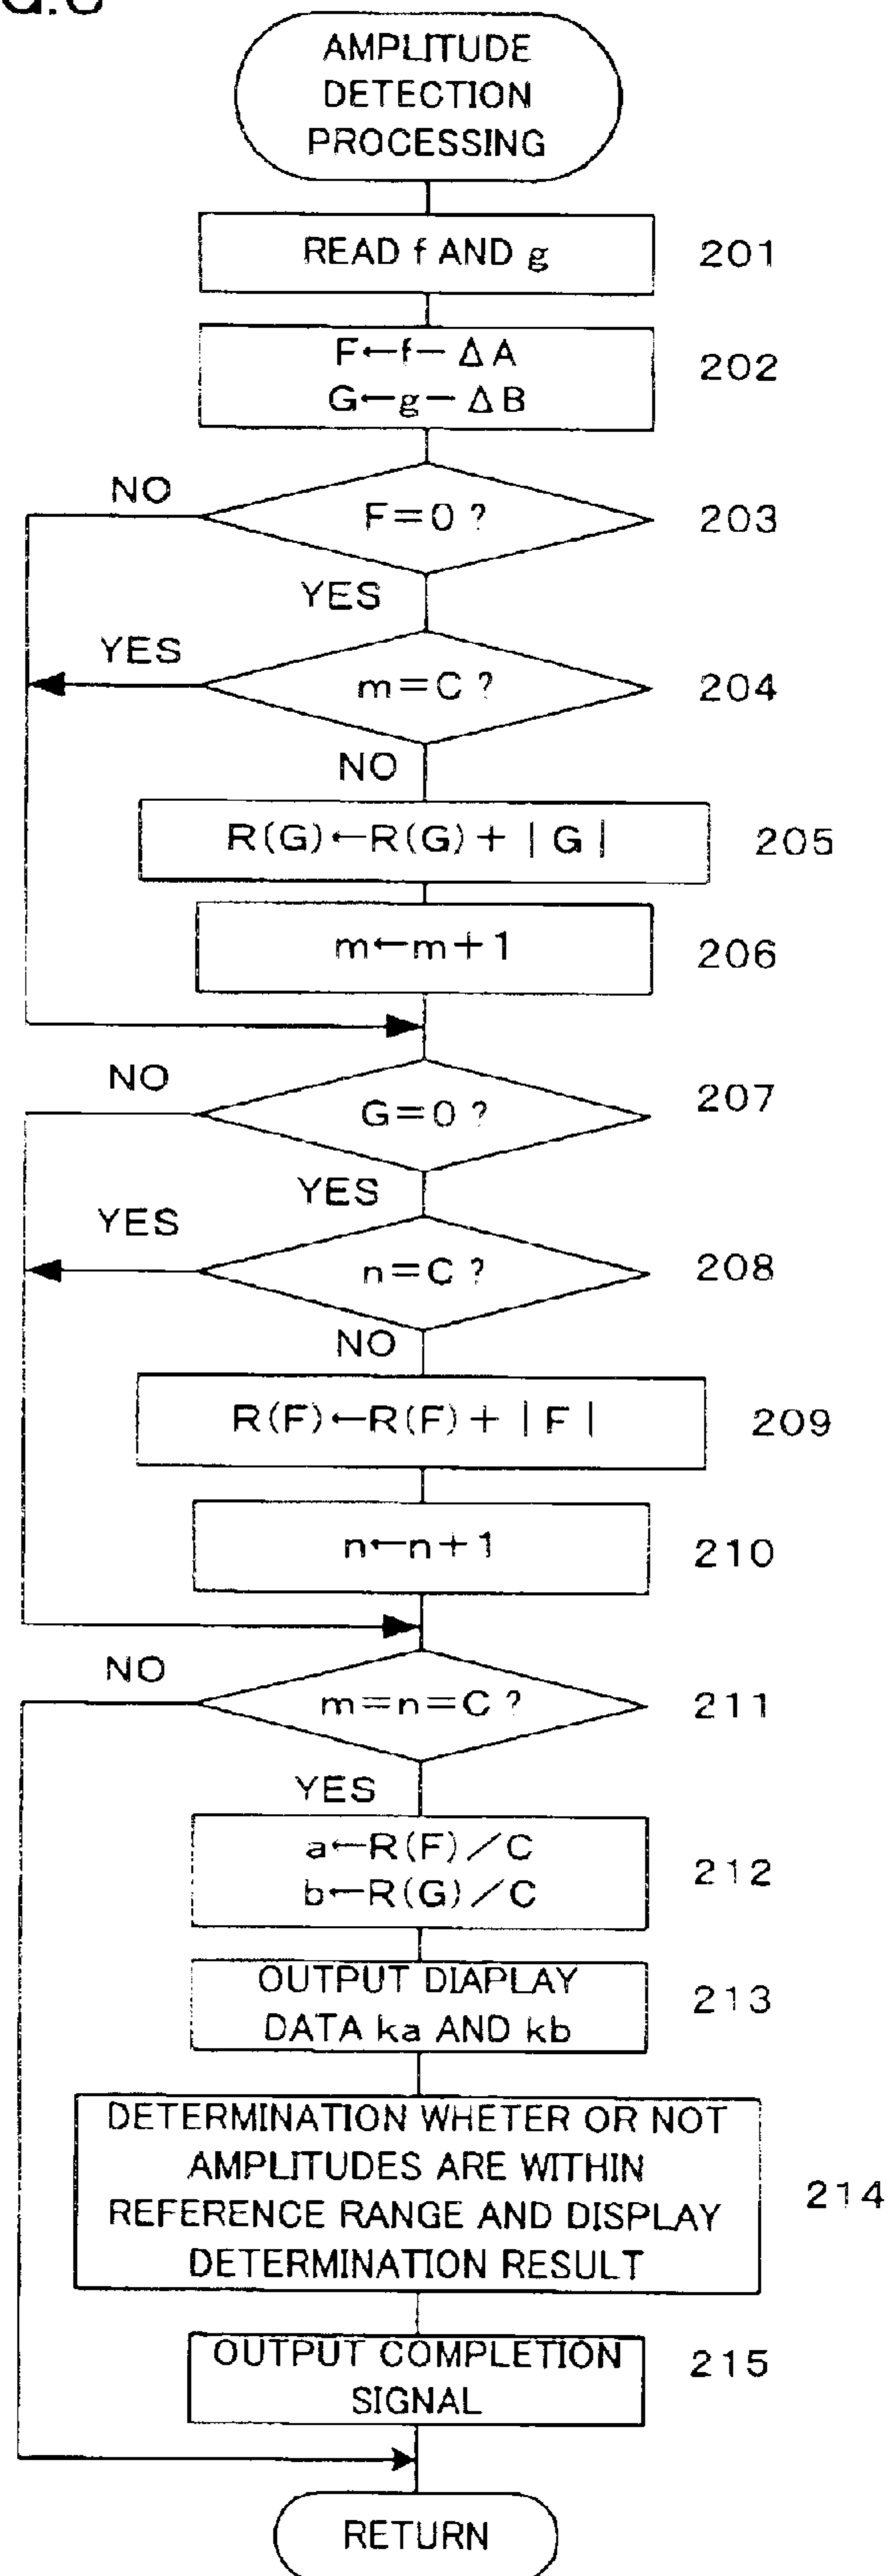 AMPLITUDE
DETECTION
PROCESSING
READ f AND g 201
F←f−ΔA
G←g−ΔB
202
NO
F=0? 203
YES
YES
m=C? 204
NO
R(G)←R(G)+|G| 205
m←m+1 206
NO
G=0? 207
YES
YES
n=C? 208
NO
R(F)←R(F)+|F| 209
n←n+1 210
NO
m=n=C? 211
YES
a←R(F)/C
b←R(G)/C
212
OUTPUT DIAPLAY
DATA ka AND kb
213
DETERMINATION WHETER OR NOT
AMPLITUDES ARE WITHIN
REFERENCE RANGE AND DISPLAY
DETERMINATION RESULT
214
OUTPUT COMPLETION
SIGNAL
215
RETURN